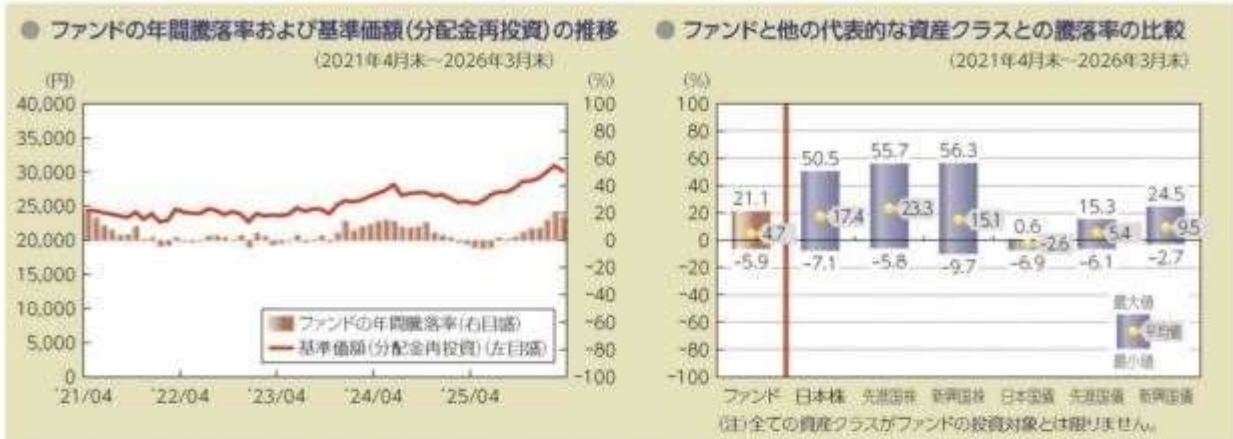 ● ファンドの年間騰落率および基準価額(分配金再投資)の推移
(2021年4月末～2026年3月末)
(円)
(%)
40,000
100
35,000
80
60
30,000
40
25,000
20
20,000
0
-20
15,000
-40
10,000
-60
5,000
-80
0
-100
ファンドの年間騰落率(右目盛)
基準価額(分配金再投資)(左目盛)
'21/04 '22/04 '23/04 '24/04 '25/04
● ファンドと他の代表的な資産クラスとの騰落率の比較
(2021年4月末～2026年3月末)
(%)
100
80
60
40
20
0
-20
-40
-60
-80
-100
21.1 50.5 55.7 56.3 0.6 15.3 24.5
4.7 17.4 23.3 15.1 -2.6 5.4 9.5
-5.9 -7.1 -5.8 -9.7 -6.9 -6.1 -2.7
最大値
平均値
最小値
ファンド 日本株 先進国株 新興国株 日本国債 先進国債 新興国債
(注)全ての資産クラスがファンドの投資対象とは限りません。